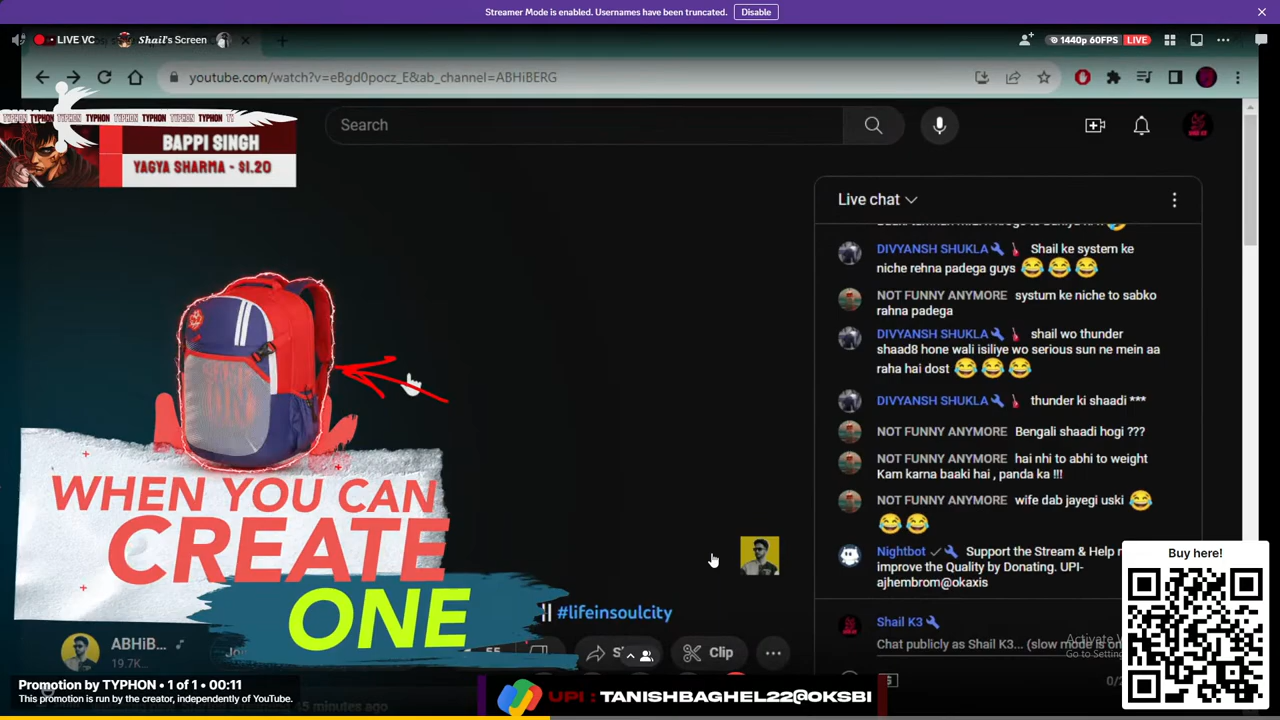 Streamer Mode is enabled. Usernames have been truncated. Disable
LIVE VC
Shail's Screen
1440p 60FPS LIVE
youtube.com/watch?v=eBgd0pocz_E&ab_channel=ABHiBERG
TYPHON TYPHON TYPHON TYPHON
BAPPI SINGH
YAGYA SHARMA - $1.20
Search
Live chat
DIVYANSH SHUKLA Shail ke system ke
niche rehna padega guys 😂😂😂
NOT FUNNY ANYMORE systum ke niche to sabko
rahna padega
DIVYANSH SHUKLA shail wo thunder
shaad8 hone wali isiliye wo serious sun ne mein aa
raha hai dost 😂😂😂
DIVYANSH SHUKLA thunder ki shaadi ***
NOT FUNNY ANYMORE Bengali shaadi hogi ???
NOT FUNNY ANYMORE hai nhi to abhi to weight
Kam karna baaki hai , panda ka !!!
NOT FUNNY ANYMORE wife dab jayegi uski 😂
😂😂
Nightbot Support the Stream & Help
improve the Quality by Donating. UPI-
ajhembrom@okaxis
Shail K3
Chat publicly as Shail K3... (slow mode is on
Buy here!
WHEN YOU CAN
CREATE
ONE
|| #lifeinsoulcity
ABHiB...
19.7K
Clip
Promotion by TYPHON • 1 of 1 • 00:11
This promotion is run by the creator, independently of YouTube.
45 minutes ago
UPI : TANISHBAGHEL22@OKSBI